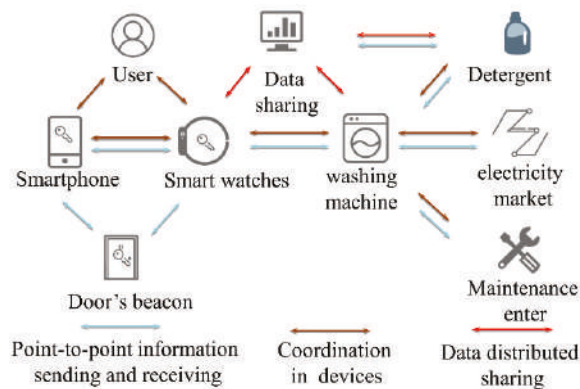 User
Data
sharing
Detergent
Smartphone
Smart watches
washing
machine
electricity
market
Door's beacon
Maintenance
enter
Point-to-point information
sending and receiving
Coordination
in devices
Data distributed
sharing